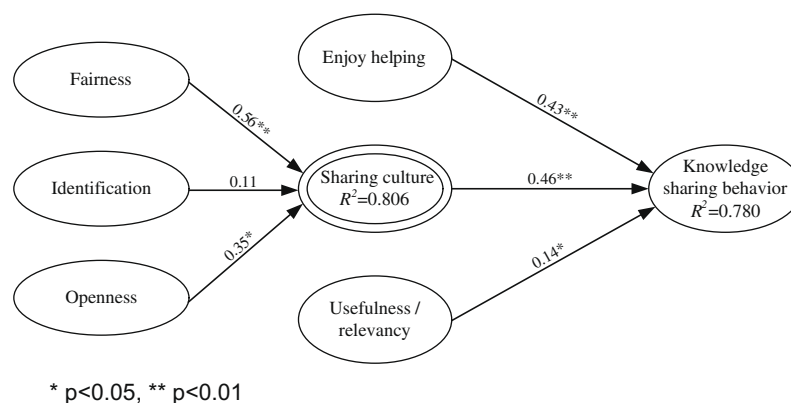 Fairness
Identification
Openness
0.56**
0.11
0.35*
Enjoy helping
Sharing culture
R²=0.806
Usefulness /
relevancy
0.43**
0.46**
0.14*
Knowledge
sharing behavior
R²=0.780
* p<0.05, ** p<0.01